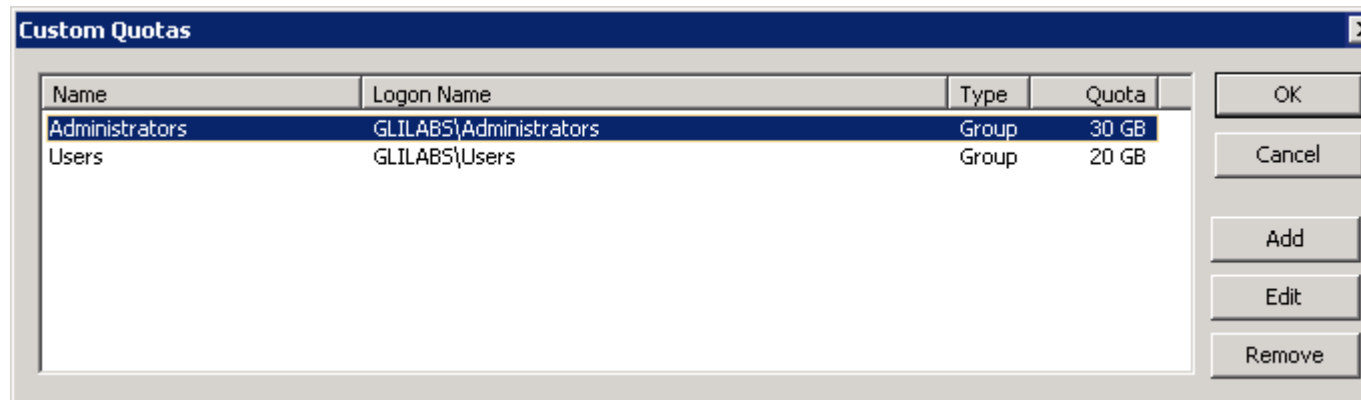 Custom Quotas
Name Logon Name Type Quota
Administrators GLILABS\Administrators Group 30 GB
Users GLILABS\Users Group 20 GB
OK
Cancel
Add
Edit
Remove